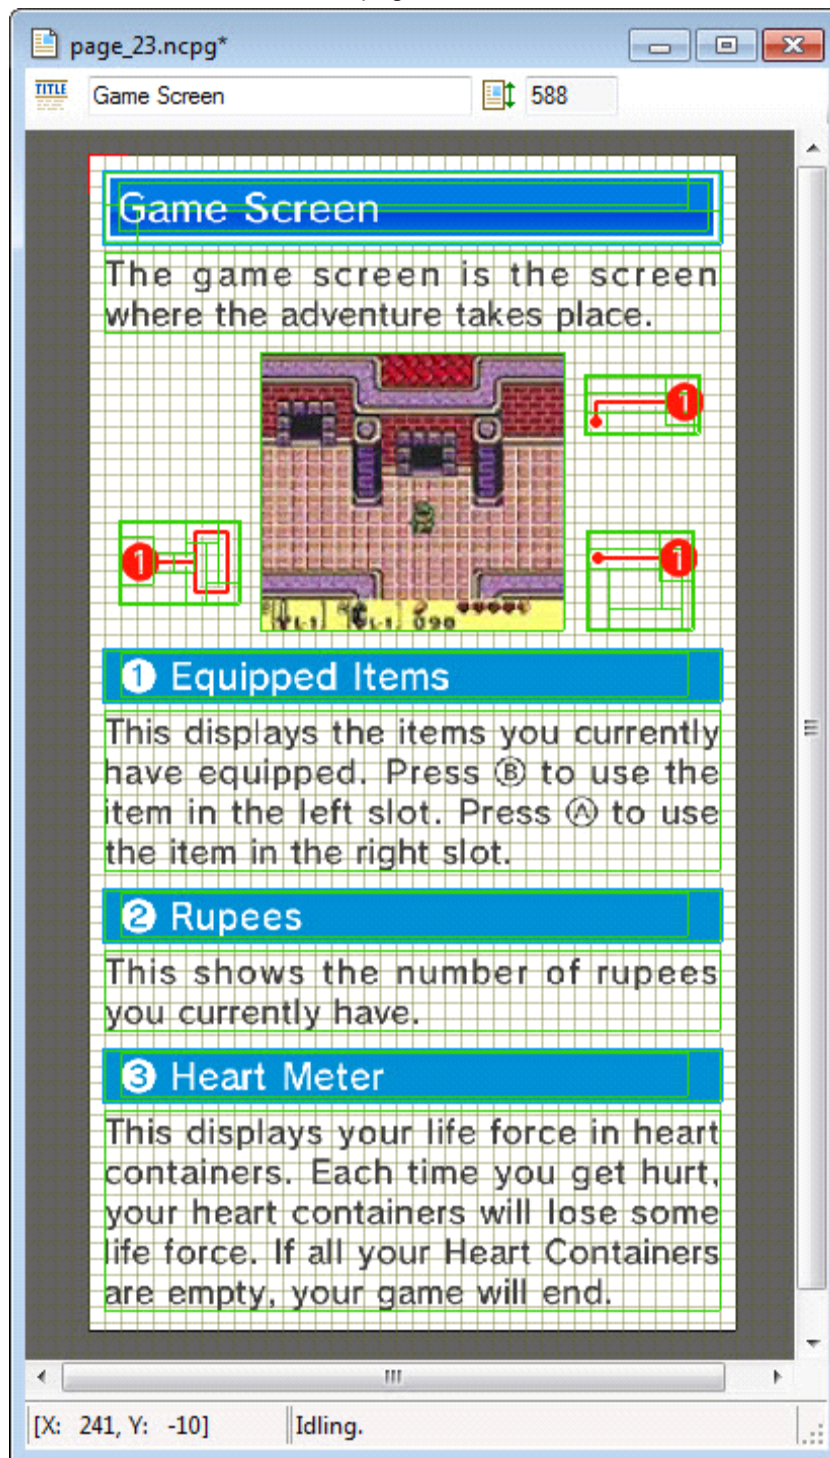 page_23.ncpg*
TITLE
Game Screen
588
Game Screen
The game screen is the screen
where the adventure takes place.
1
1
1
L-1 L-1 090
1 Equipped Items
This displays the items you currently
have equipped. Press Ⓑ to use the
item in the left slot. Press Ⓐ to use
the item in the right slot.
2 Rupees
This shows the number of rupees
you currently have.
3 Heart Meter
This displays your life force in heart
containers. Each time you get hurt,
your heart containers will lose some
life force. If all your Heart Containers
are empty, your game will end.
[X: 241, Y: -10] Idling.